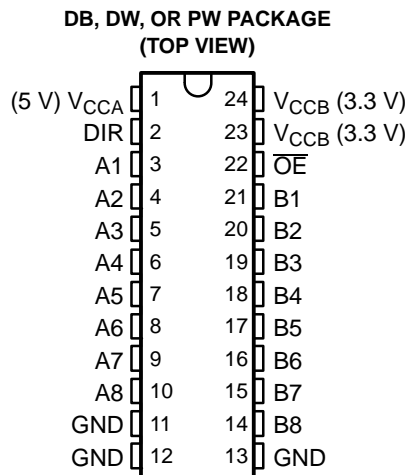 DB, DW, OR PW PACKAGE
(TOP VIEW)
(5 V) VCCA 1 24 VCCB (3.3 V)
DIR 2 23 VCCB (3.3 V)
A1 3 22 O̅E̅
A2 4 21 B1
A3 5 20 B2
A4 6 19 B3
A5 7 18 B4
A6 8 17 B5
A7 9 16 B6
A8 10 15 B7
GND 11 14 B8
GND 12 13 GND